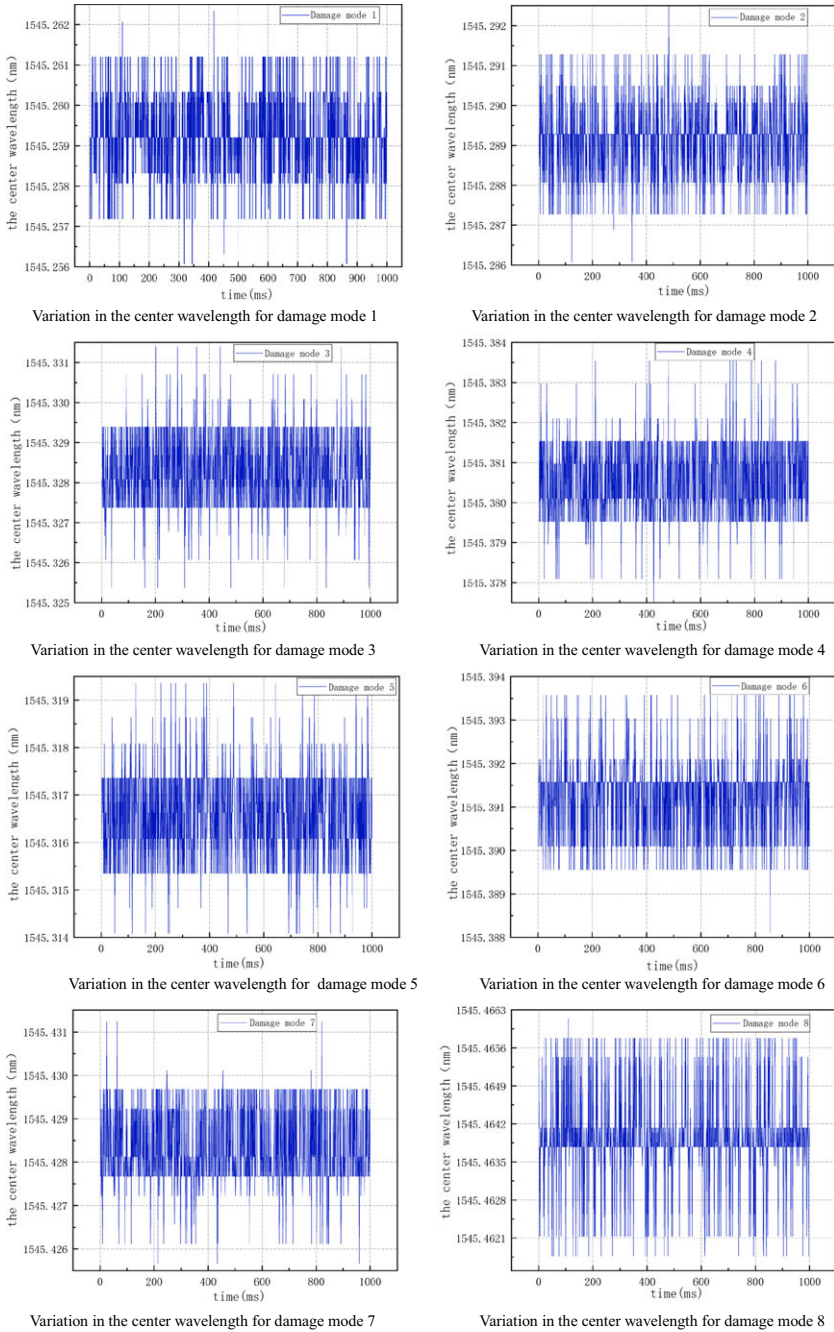 Damage mode 1
the center wavelength (nm)
1545.262
1545.261
1545.260
1545.259
1545.258
1545.257
1545.256
0 100 200 300 400 500 600 700 800 900 1000
time(ms)
Variation in the center wavelength for damage mode 1
Damage mode 2
the center wavelength (nm)
1545.292
1545.291
1545.290
1545.289
1545.288
1545.287
1545.286
0 200 400 600 800 1000
time(ms)
Variation in the center wavelength for damage mode 2
Damage mode 3
the center wavelength (nm)
1545.331
1545.330
1545.329
1545.328
1545.327
1545.326
1545.325
0 200 400 600 800 1000
time(ms)
Variation in the center wavelength for damage mode 3
Damage mode 4
the center wavelength (nm)
1545.384
1545.383
1545.382
1545.381
1545.380
1545.379
1545.378
0 200 400 600 800 1000
time(ms)
Variation in the center wavelength for damage mode 4
Damage mode 5
the center wavelength (nm)
1545.319
1545.318
1545.317
1545.316
1545.315
1545.314
0 200 400 600 800 1000
time(ms)
Variation in the center wavelength for damage mode 5
Damage mode 6
the center wavelength (nm)
1545.394
1545.393
1545.392
1545.391
1545.390
1545.389
1545.388
0 200 400 600 800 1000
time(ms)
Variation in the center wavelength for damage mode 6
Damage mode 7
the center wavelength (nm)
1545.431
1545.430
1545.429
1545.428
1545.427
1545.426
0 200 400 600 800 1000
time(ms)
Variation in the center wavelength for damage mode 7
Damage mode 8
the center wavelength (nm)
1545.4663
1545.4656
1545.4649
1545.4642
1545.4635
1545.4628
1545.4621
0 200 400 600 800 1000
time(ms)
Variation in the center wavelength for damage mode 8